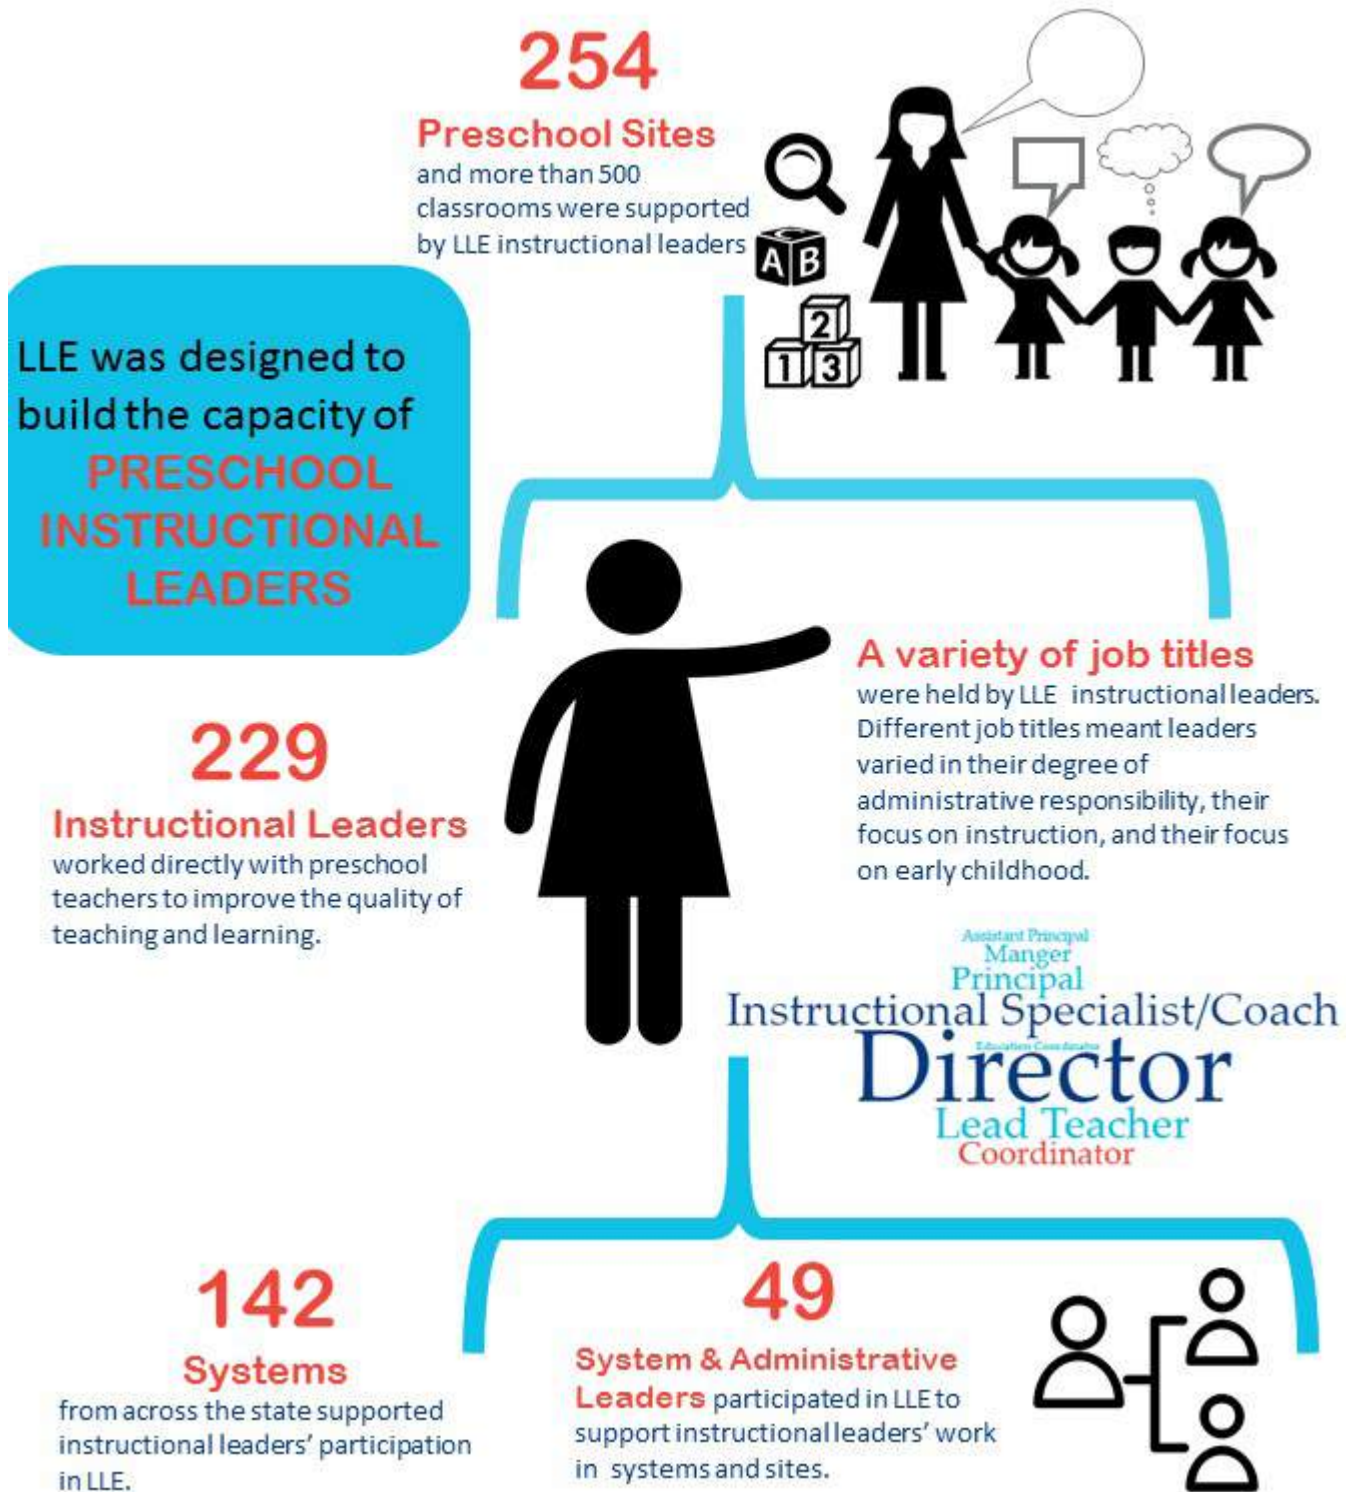 254
Preschool Sites
and more than 500
classrooms were supported
by LLE instructional leaders
C
A B
2
1 3
LLE was designed to
build the capacity of
PRESCHOOL
INSTRUCTIONAL
LEADERS
A variety of job titles
were held by LLE instructional leaders.
Different job titles meant leaders
varied in their degree of
administrative responsibility, their
focus on instruction, and their focus
on early childhood.
229
Instructional Leaders
worked directly with preschool
teachers to improve the quality of
teaching and learning.
Assistant Principal
Manger
Principal
Instructional Specialist/Coach
Education Coordinator
Director
Lead Teacher
Coordinator
142
Systems
from across the state supported
instructional leaders' participation
in LLE.
49
System & Administrative
Leaders participated in LLE to
support instructional leaders' work
in systems and sites.